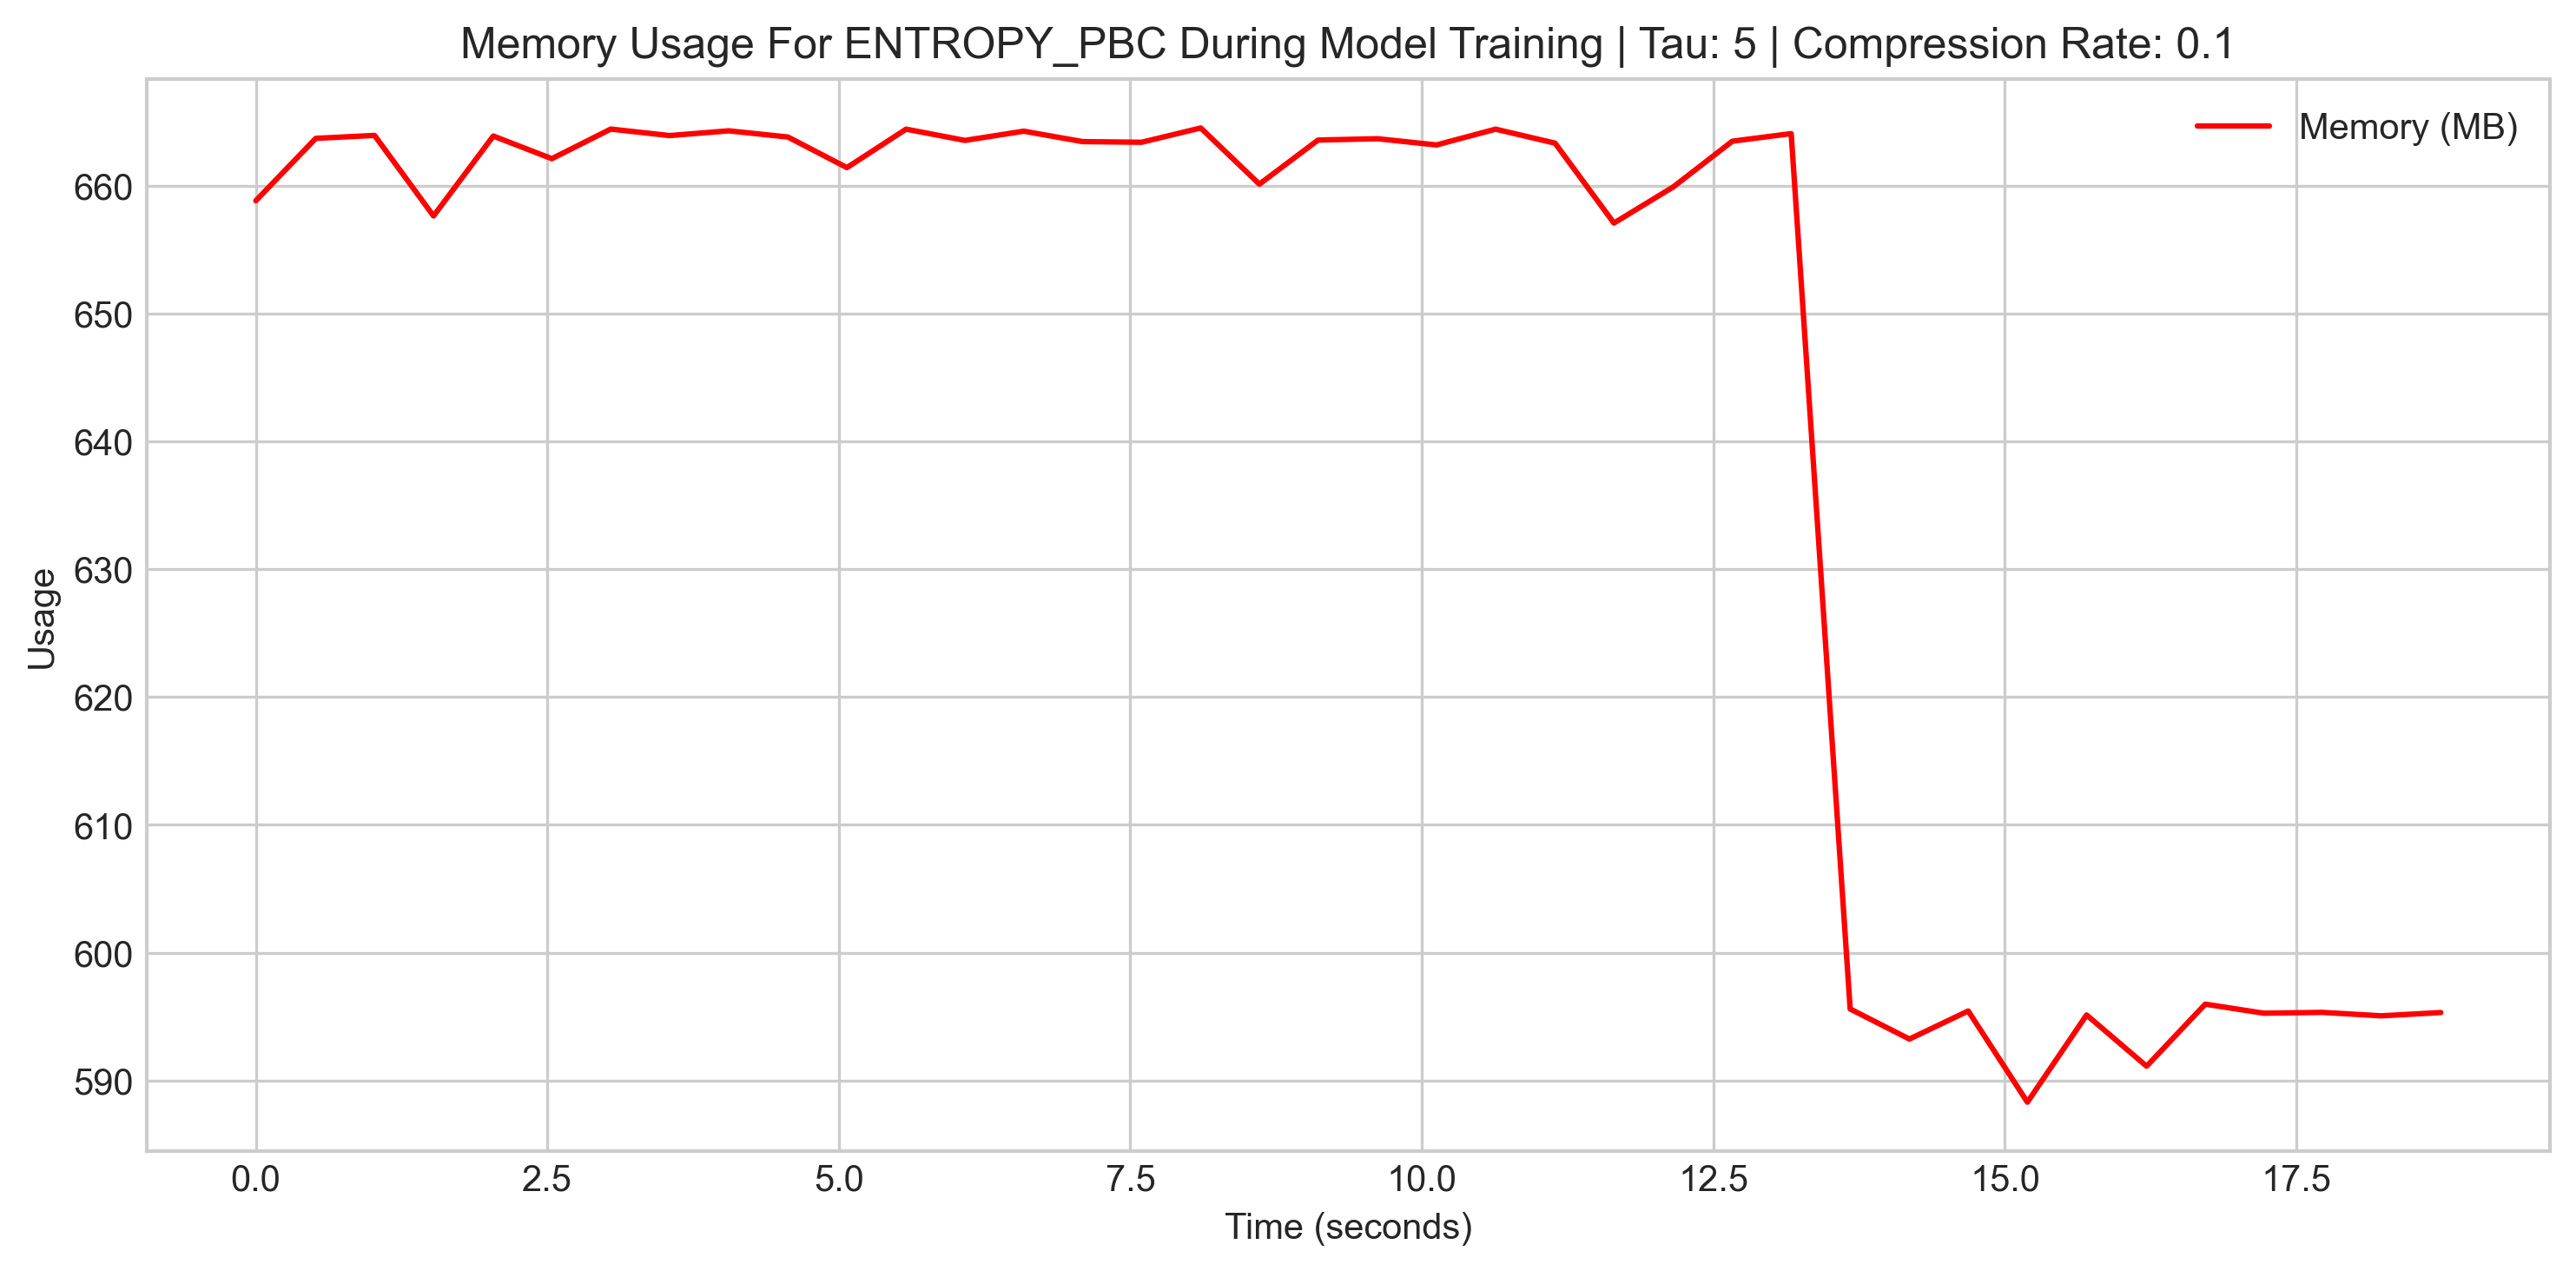 Memory Usage For ENTROPY_PBC During Model Training | Tau: 5 | Compression Rate: 0.1
Memory (MB)
660
650
640
630
620
610
600
590
Usage
0.0 2.5 5.0 7.5 10.0 12.5 15.0 17.5
Time (seconds)